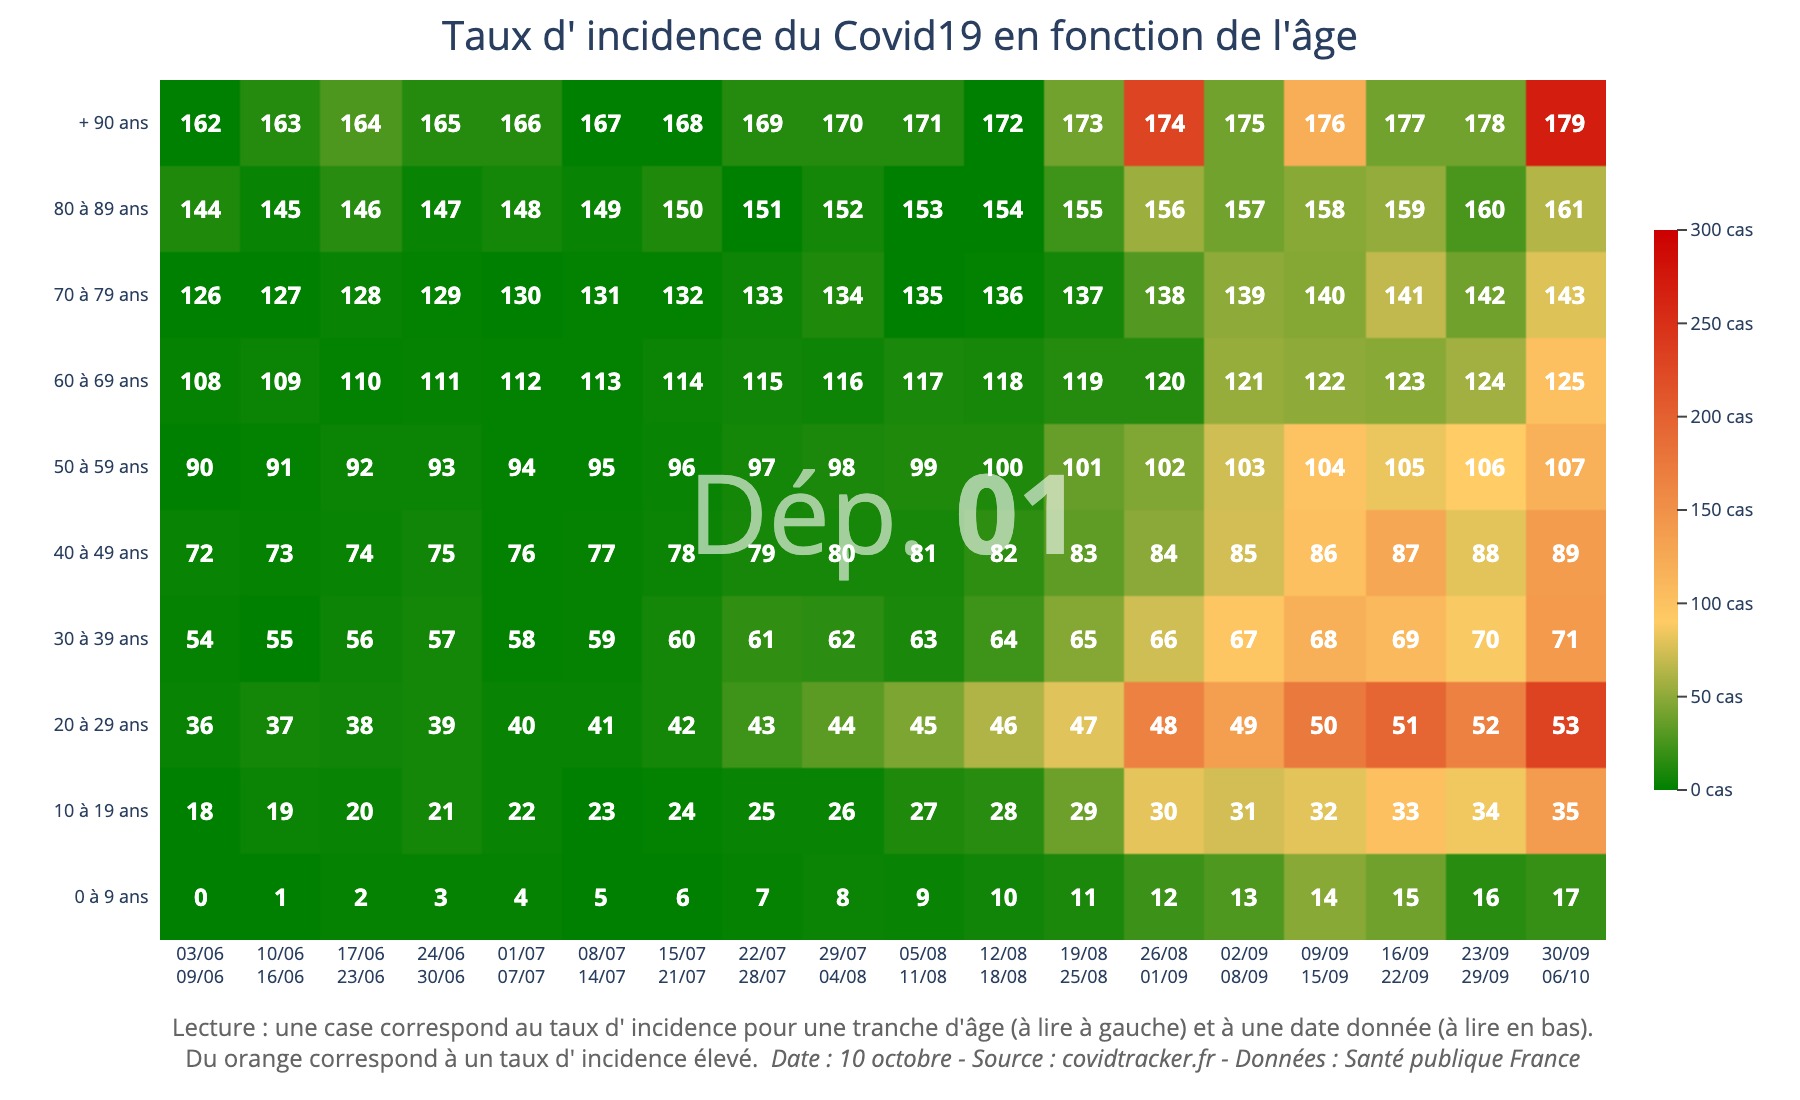 Taux d' incidence du Covid19 en fonction de l'âge
+ 90 ans 162 163 164 165 166 167 168 169 170 171 172 173 174 175 176 177 178 179
80 à 89 ans 144 145 146 147 148 149 150 151 152 153 154 155 156 157 158 159 160 161
300 cas
70 à 79 ans 126 127 128 129 130 131 132 133 134 135 136 137 138 139 140 141 142 143
250 cas
60 à 69 ans 108 109 110 111 112 113 114 115 116 117 118 119 120 121 122 123 124 125
200 cas
50 à 59 ans 90 91 92 93 94 95 96 97 98 99 100 101 102 103 104 105 106 107
Dép. 01
150 cas
40 à 49 ans 72 73 74 75 76 77 78 79 80 81 82 83 84 85 86 87 88 89
100 cas
30 à 39 ans 54 55 56 57 58 59 60 61 62 63 64 65 66 67 68 69 70 71
50 cas
20 à 29 ans 36 37 38 39 40 41 42 43 44 45 46 47 48 49 50 51 52 53
0 cas
10 à 19 ans 18 19 20 21 22 23 24 25 26 27 28 29 30 31 32 33 34 35
0 à 9 ans 0 1 2 3 4 5 6 7 8 9 10 11 12 13 14 15 16 17
03/06 10/06 17/06 24/06 01/07 08/07 15/07 22/07 29/07 05/08 12/08 19/08 26/08 02/09 09/09 16/09 23/09 30/09
09/06 16/06 23/06 30/06 07/07 14/07 21/07 28/07 04/08 11/08 18/08 25/08 01/09 08/09 15/09 22/09 29/09 06/10
Lecture : une case correspond au taux d' incidence pour une tranche d'âge (à lire à gauche) et à une date donnée (à lire en bas).
Du orange correspond à un taux d' incidence élevé. Date : 10 octobre - Source : covidtracker.fr - Données : Santé publique France